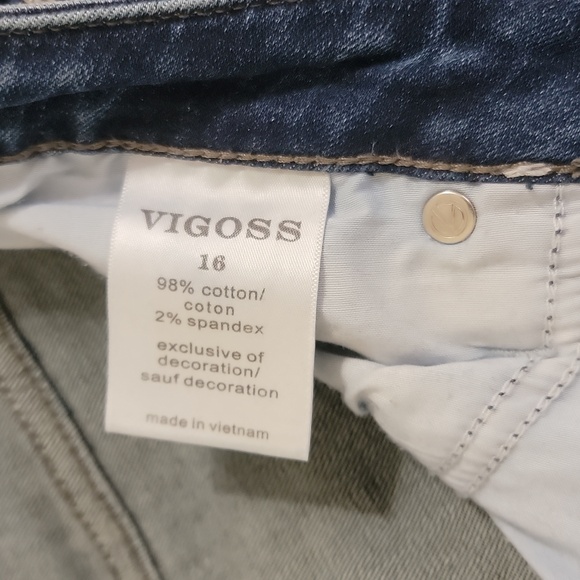 VIGOSS
16
98% cotton/
coton
2% spandex
exclusive of
decoration/
sauf decoration
made in vietnam